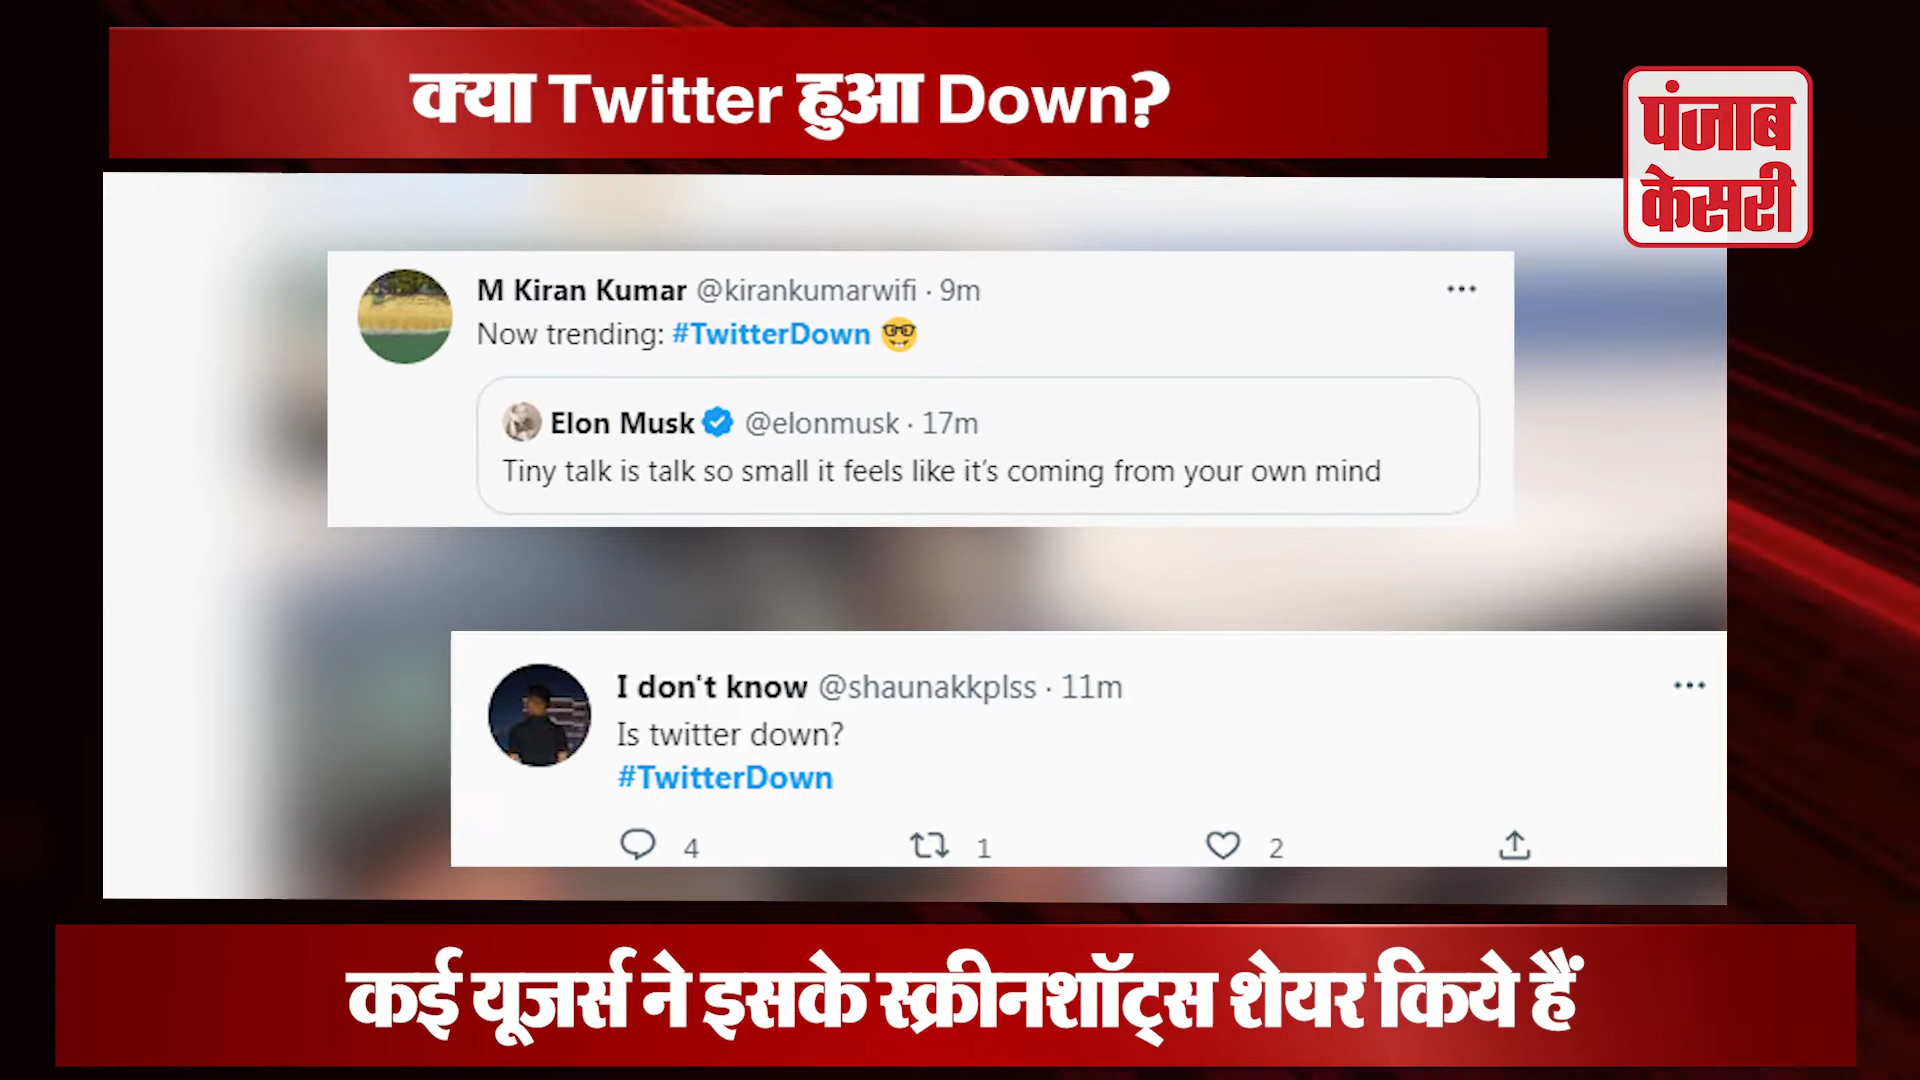 क्या Twitter हुआ Down?
पंजाब
केसरी
M Kiran Kumar @kirankumarwifi · 9m
Now trending: #TwitterDown 🤓
Elon Musk @elonmusk · 17m
Tiny talk is talk so small it feels like it's coming from your own mind
I don't know @shaunakkplss · 11m
Is twitter down?
#TwitterDown
4 1 2
कई यूजर्स ने इसके स्क्रीनशॉट्स शेयर किये हैं